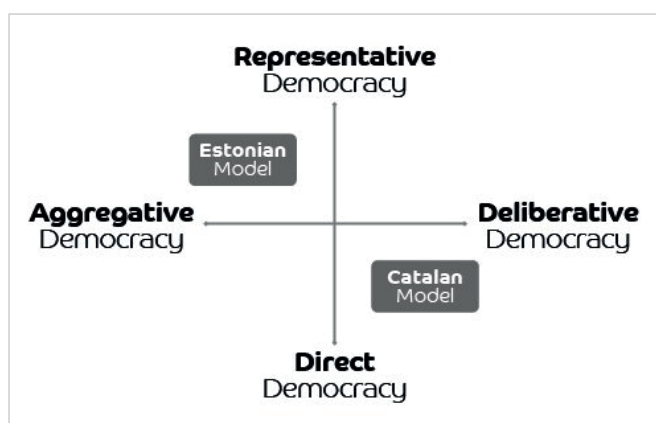 Representative
Democracy
Estonian
Model
Aggregative
Democracy
Deliberative
Democracy
Catalan
Model
Direct
Democracy